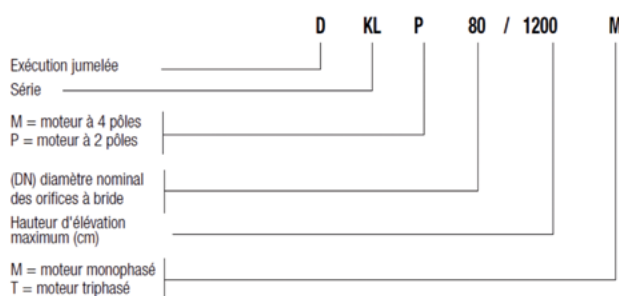 D KL P 80 / 1200 M
Exécution jumelée
Série
M = moteur à 4 pôles
P = moteur à 2 pôles
(DN) diamètre nominal
des orifices à bride
Hauteur d'élévation
maximum (cm)
M = moteur monophasé
T = moteur triphasé